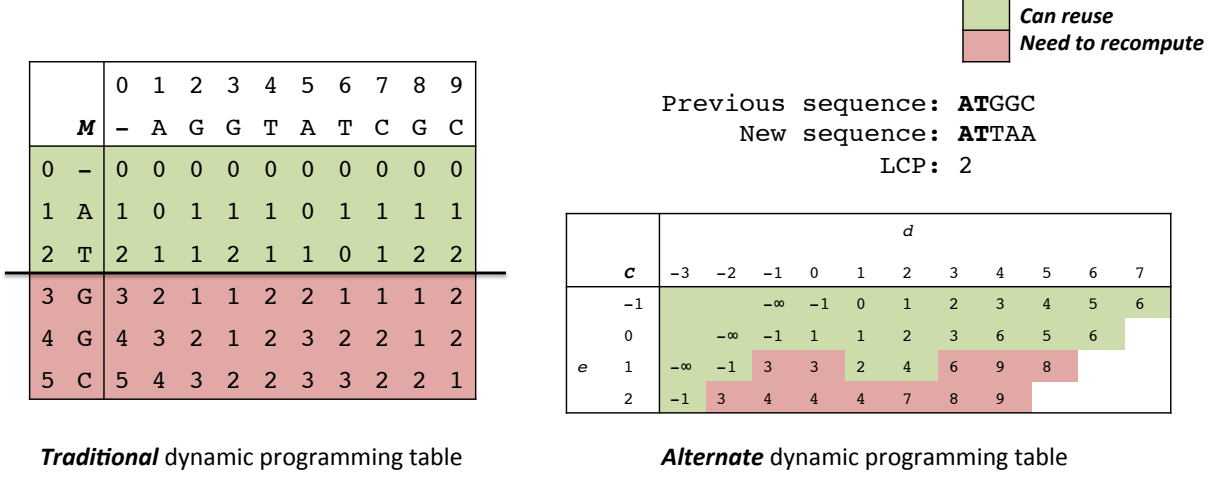 Can reuse
Need to recompute
0 1 2 3 4 5 6 7 8 9
M – A G G T A T C G C
0 – 0 0 0 0 0 0 0 0 0 0
1 A 1 0 1 1 1 0 1 1 1 1
2 T 2 1 1 2 1 1 0 1 2 2
3 G 3 2 1 1 2 2 1 1 1 2
4 G 4 3 2 1 2 3 2 2 1 2
5 C 5 4 3 2 2 3 3 2 2 1
Traditional dynamic programming table
Previous sequence: ATGGC
New sequence: ATTAA
LCP: 2
d
C -3 -2 -1 0 1 2 3 4 5 6 7
-1 -∞ -1 0 1 2 3 4 5 6
0 -∞ -1 1 1 2 3 6 5 6
e 1 -∞ -1 3 3 2 4 6 9 8
2 -1 3 4 4 4 7 8 9
Alternate dynamic programming table